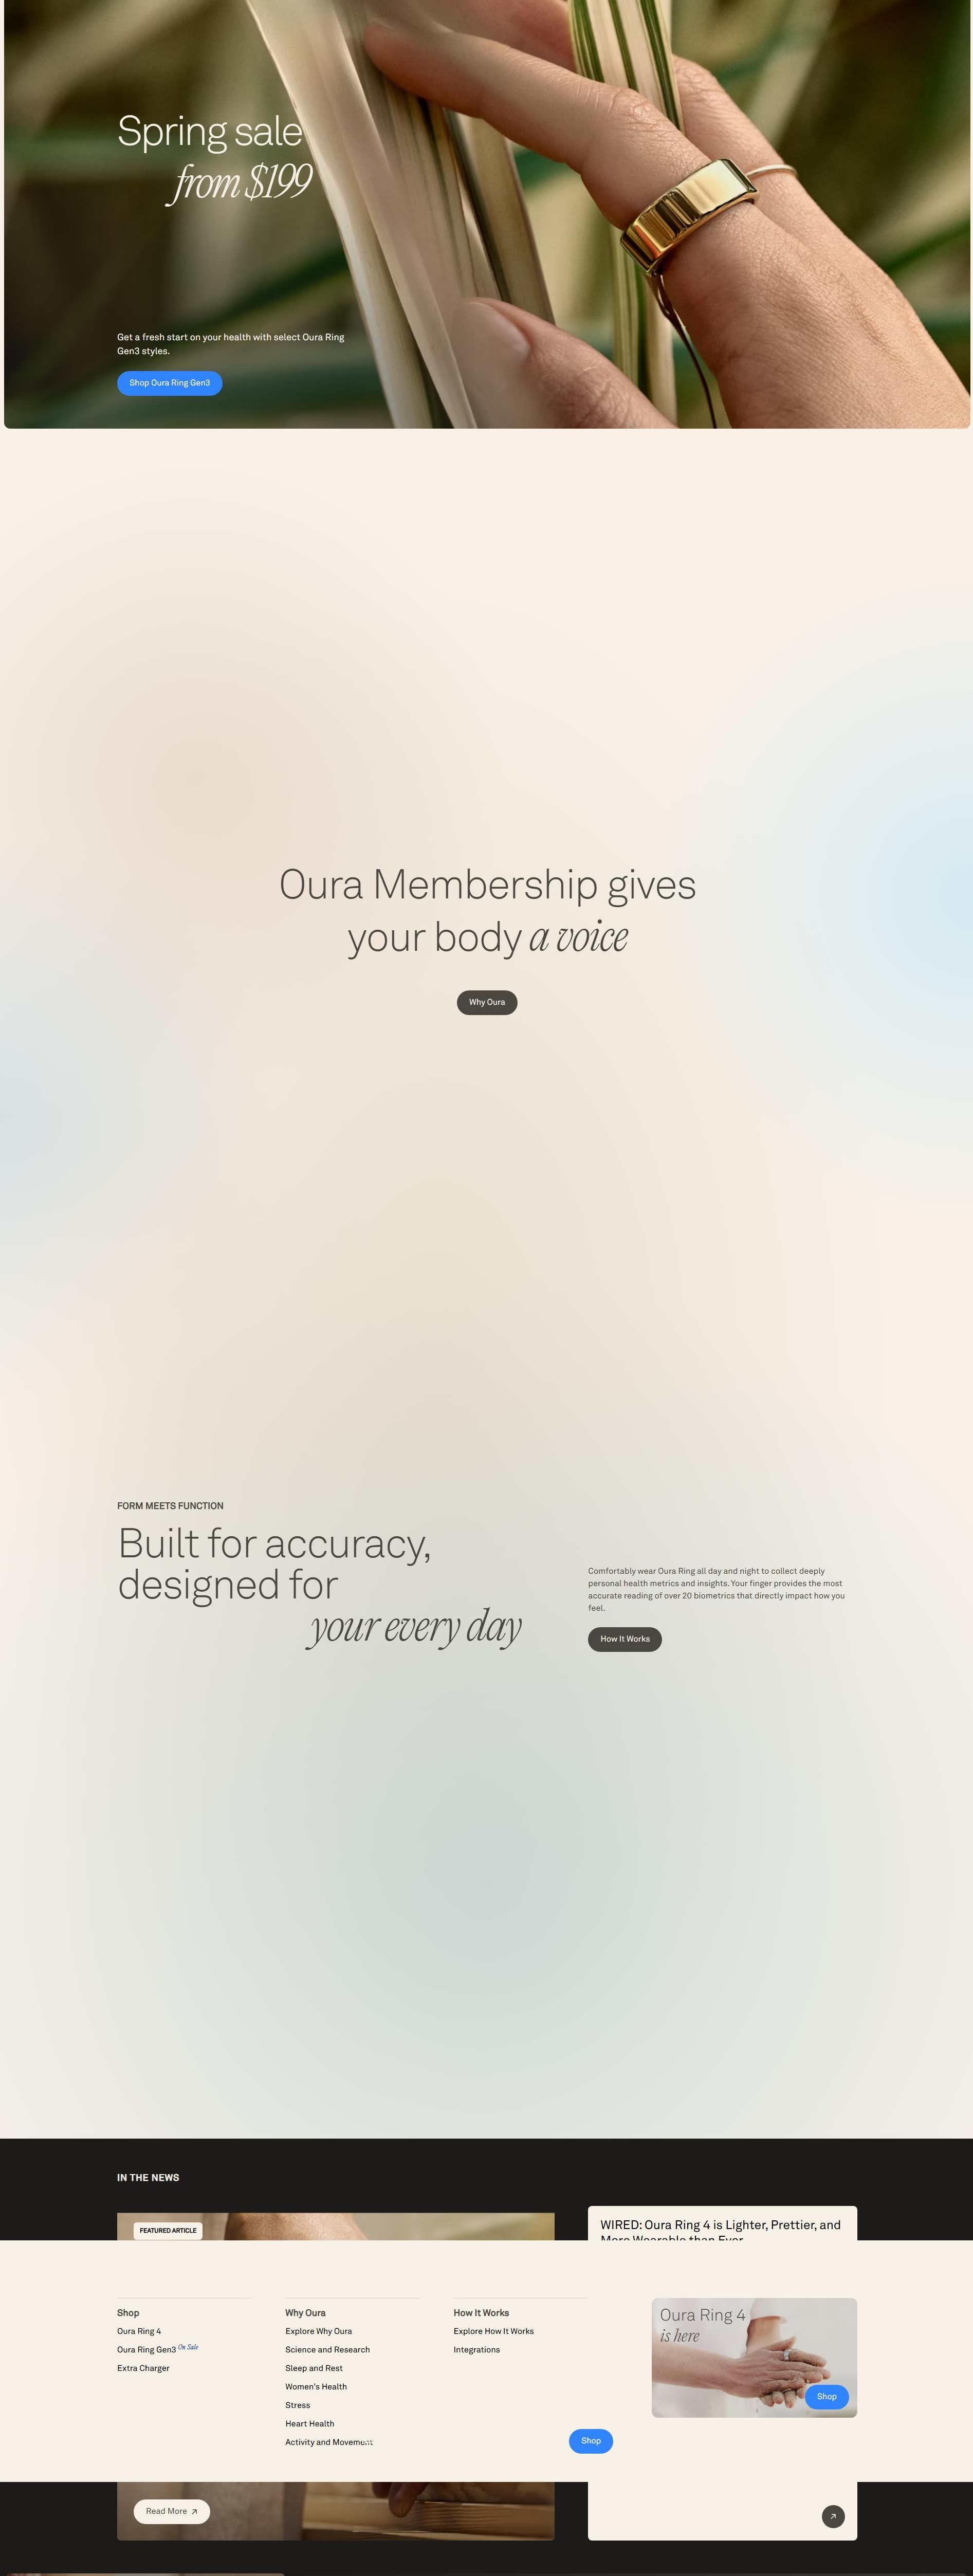 Spring sale
from $199
Get a fresh start on your health with select Oura Ring
Gen3 styles.
Shop Oura Ring Gen3
Oura Membership gives
your body a voice
Why Oura
FORM MEETS FUNCTION
Built for accuracy,
designed for
your every day
Comfortably wear Oura Ring all day and night to collect deeply
personal health metrics and insights. Your finger provides the most
accurate reading of over 20 biometrics that directly impact how you
feel.
How It Works
IN THE NEWS
FEATURED ARTICLE
WIRED: Oura Ring 4 is Lighter, Prettier, and
More Wearable than Ever
Shop
Oura Ring 4
Oura Ring Gen3 On Sale
Extra Charger
Why Oura
Explore Why Oura
Science and Research
Sleep and Rest
Women's Health
Stress
Heart Health
Activity and Movement
How It Works
Explore How It Works
Integrations
Oura Ring 4
is here
Shop
Shop
Read More